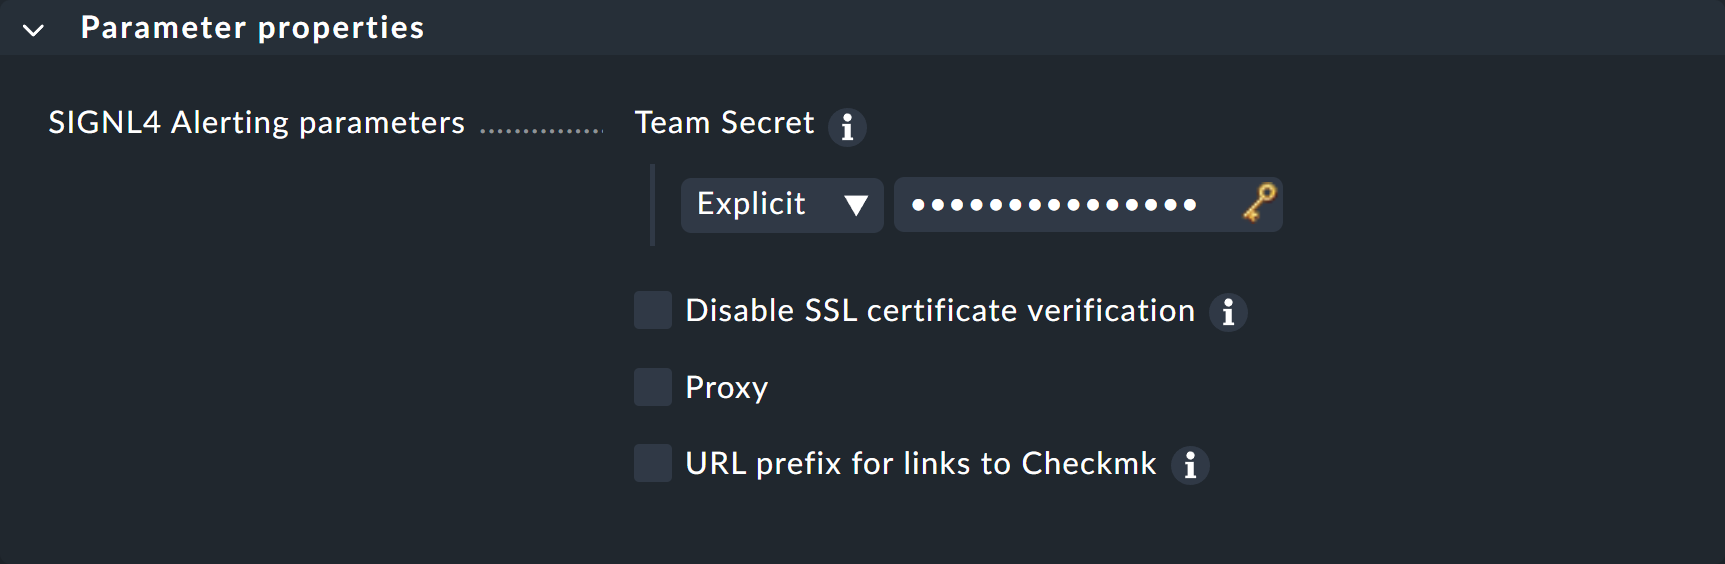 Parameter properties
SIGNL4 Alerting parameters ............... Team Secret
Explicit ●●●●●●●●●●●●●●●
Disable SSL certificate verification
Proxy
URL prefix for links to Checkmk